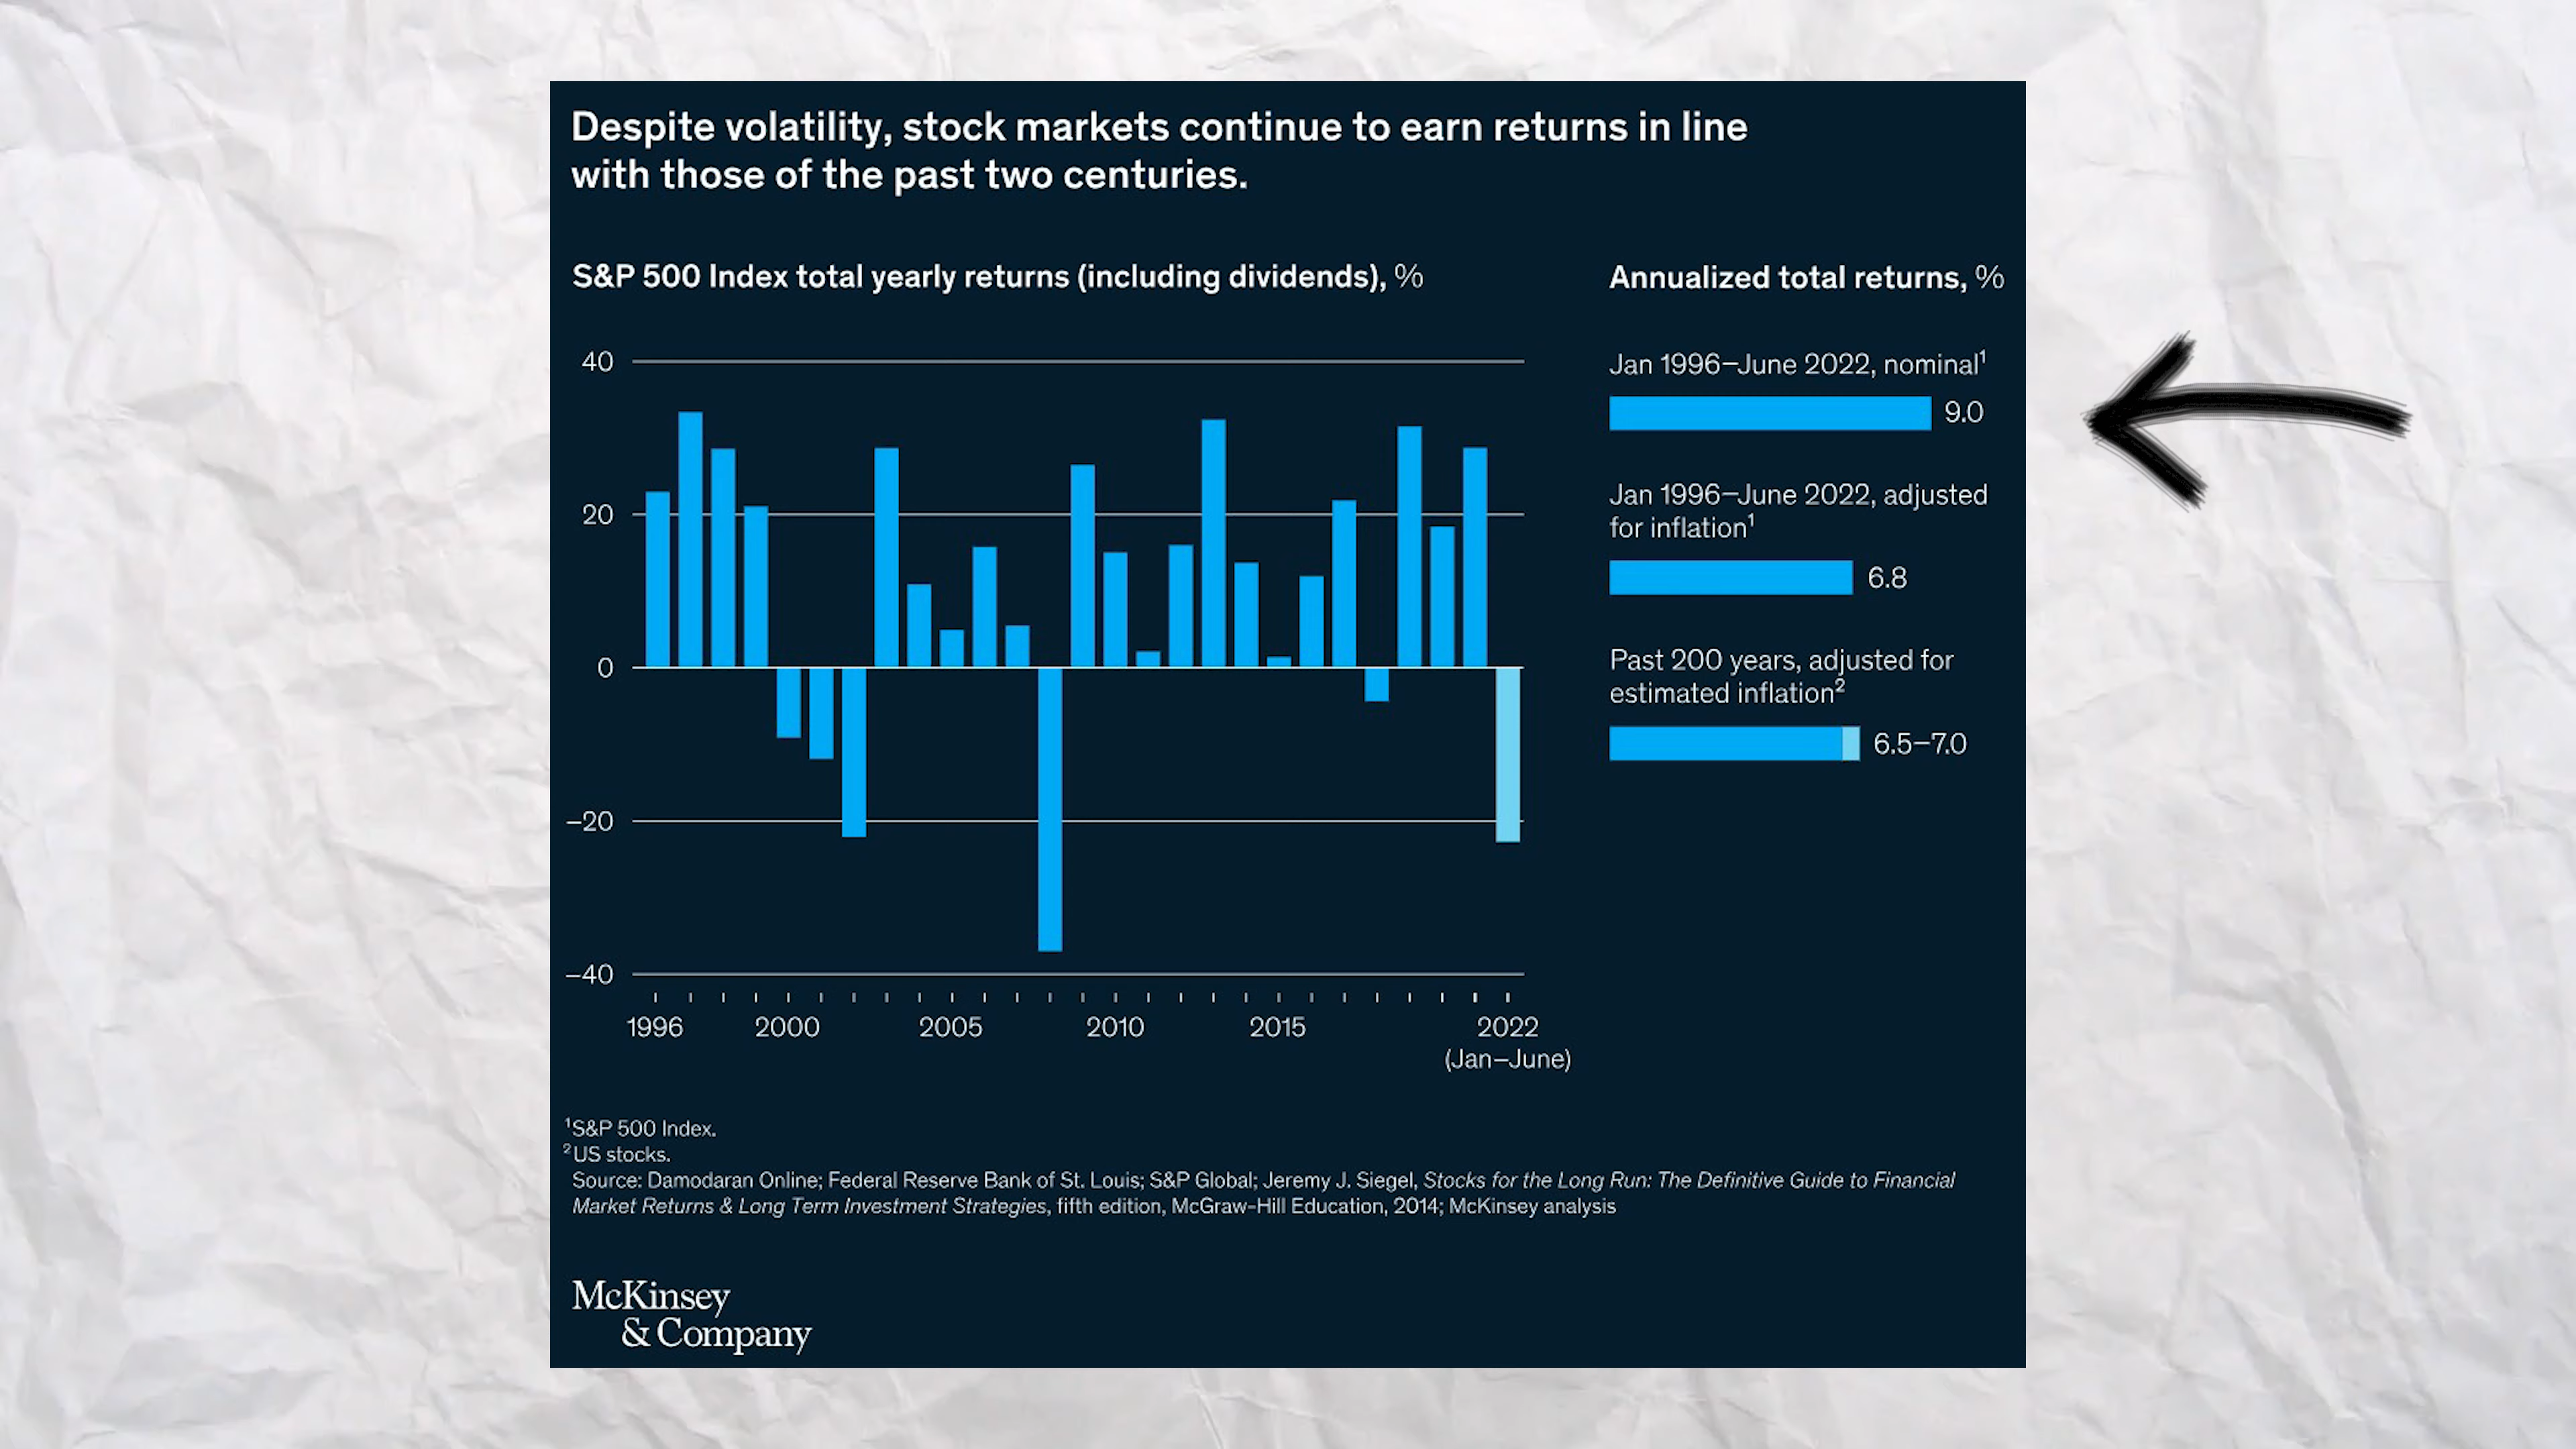 Despite volatility, stock markets continue to earn returns in line
with those of the past two centuries.
S&P 500 Index total yearly returns (including dividends), %
40
20
0
–20
–40
1996
2000
2005
2010
2015
2022
(Jan–June)
Annualized total returns, %
Jan 1996–June 2022, nominal¹
9.0
Jan 1996–June 2022, adjusted
for inflation¹
6.8
Past 200 years, adjusted for
estimated inflation²
6.5–7.0
¹S&P 500 Index.
²US stocks.
Source: Damodaran Online; Federal Reserve Bank of St. Louis; S&P Global; Jeremy J. Siegel, Stocks for the Long Run: The Definitive Guide to Financial
Market Returns & Long Term Investment Strategies, fifth edition, McGraw-Hill Education, 2014; McKinsey analysis
McKinsey
& Company